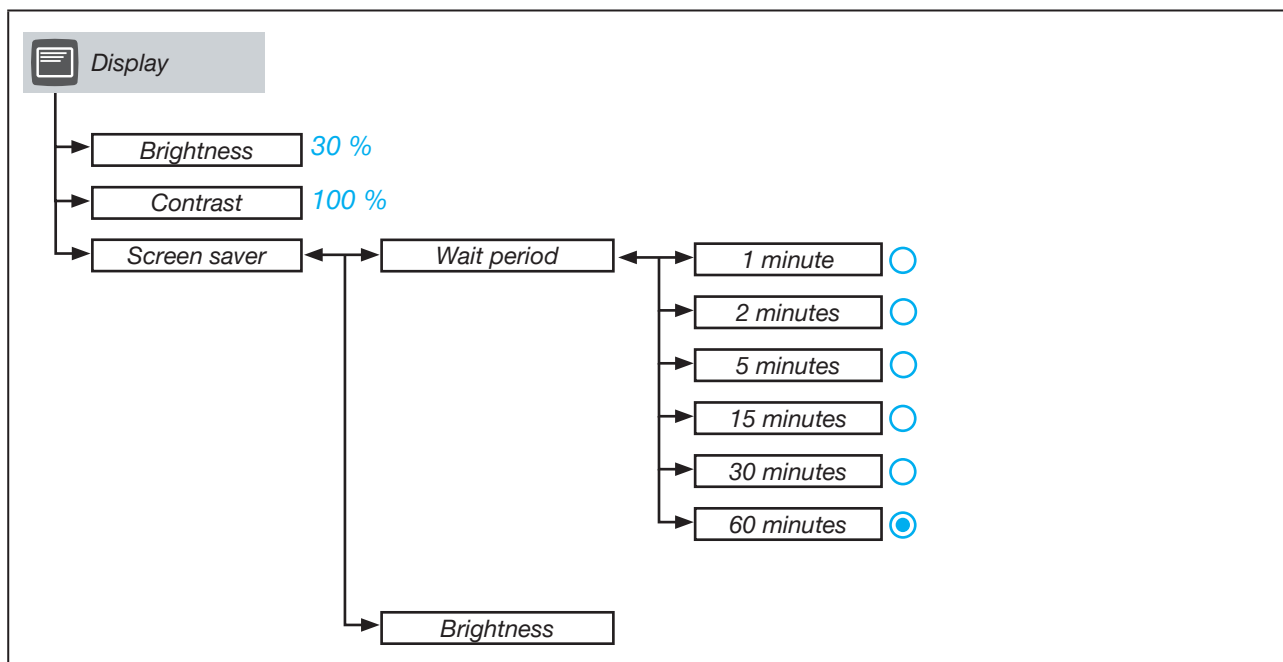 Display
Brightness 30 %
Contrast 100 %
Screen saver Wait period 1 minute
2 minutes
5 minutes
15 minutes
30 minutes
60 minutes
Brightness